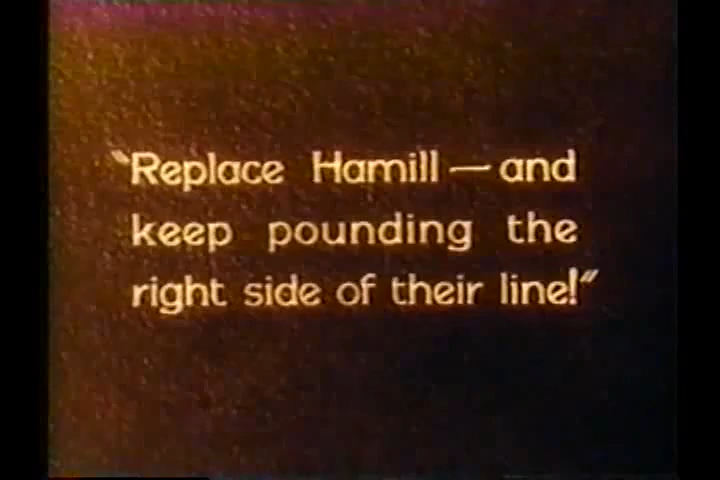 "Replace Hamill — and
keep pounding the
right side of their line!"